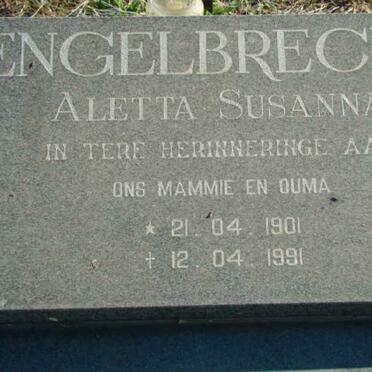 ENGELBREC
ALETTA SUSANNA
IN TERE HERINNERINGE AA
ONS MAMMIE EN OUMA
* 21. 04. 1901
† 12. 04. 1991